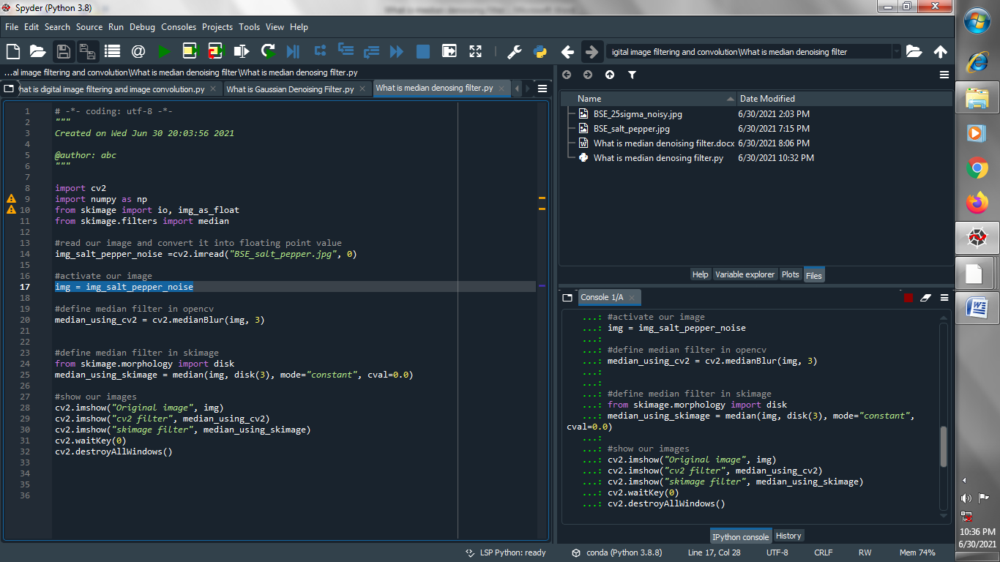 Spyder (Python 3.8)
File Edit Search Source Run Debug Consoles Projects Tools View Help
igital image filtering and convolution\What is median denoising filter
...al image filtering and convolution\What is median denoising filter\What is median denosing filter.py
hat is digital image filtering and image convolution.py
What is Gaussian Denoising Filter.py
What is median denosing filter.py
1 # -*- coding: utf-8 -*-
2 """
3 Created on Wed Jun 30 20:03:56 2021
4
5 @author: abc
6 """
7
8 import cv2
9 import numpy as np
10 from skimage import io, img_as_float
11 from skimage.filters import median
12
13 #read our image and convert it into floating point value
14 img_salt_pepper_noise =cv2.imread("BSE_salt_pepper.jpg", 0)
15
16 #activate our image
17 img = img_salt_pepper_noise
18
19 #define median filter in opencv
20 median_using_cv2 = cv2.medianBlur(img, 3)
21
22
23 #define median filter in skimage
24 from skimage.morphology import disk
25 median_using_skimage = median(img, disk(3), mode="constant", cval=0.0)
26
27 #show our images
28 cv2.imshow("Original image", img)
29 cv2.imshow("cv2 filter", median_using_cv2)
30 cv2.imshow("skimage filter", median_using_skimage)
31 cv2.waitKey(0)
32 cv2.destroyAllWindows()
33
34
35
36
Name Date Modified
BSE_25sigma_noisy.jpg 6/30/2021 2:03 PM
BSE_salt_pepper.jpg 6/30/2021 7:15 PM
What is median denoising filter.docx 6/30/2021 8:06 PM
What is median denosing filter.py 6/30/2021 10:32 PM
Help Variable explorer Plots Files
Console 1/A
...: #activate our image
...: img = img_salt_pepper_noise
...:
...: #define median filter in opencv
...: median_using_cv2 = cv2.medianBlur(img, 3)
...:
...:
...: #define median filter in skimage
...: from skimage.morphology import disk
...: median_using_skimage = median(img, disk(3), mode="constant",
cval=0.0)
...:
...: #show our images
...: cv2.imshow("Original image", img)
...: cv2.imshow("cv2 filter", median_using_cv2)
...: cv2.imshow("skimage filter", median_using_skimage)
...: cv2.waitKey(0)
...: cv2.destroyAllWindows()
IPython console History
LSP Python: ready conda (Python 3.8.8) Line 17, Col 28 UTF-8 CRLF RW Mem 74%
10:36 PM
6/30/2021